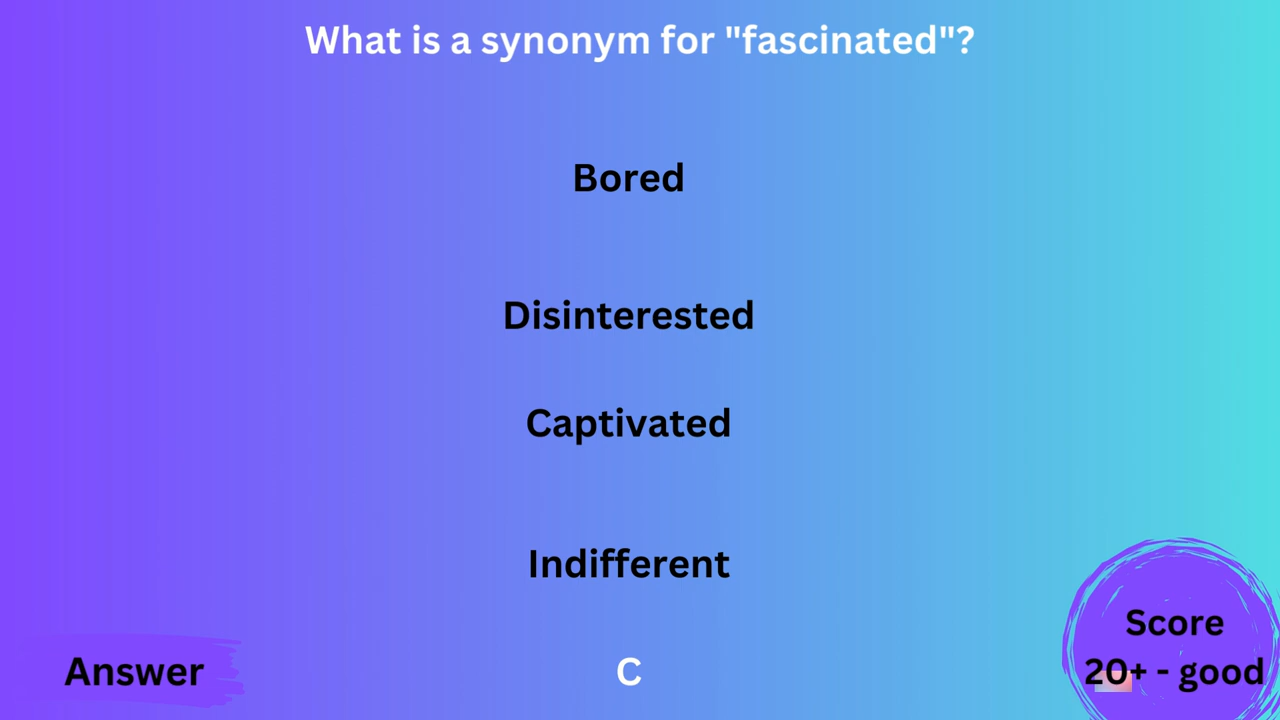 What is a synonym for "fascinated"?
Bored
Disinterested
Captivated
Indifferent
Answer
C
Score
20+ - good